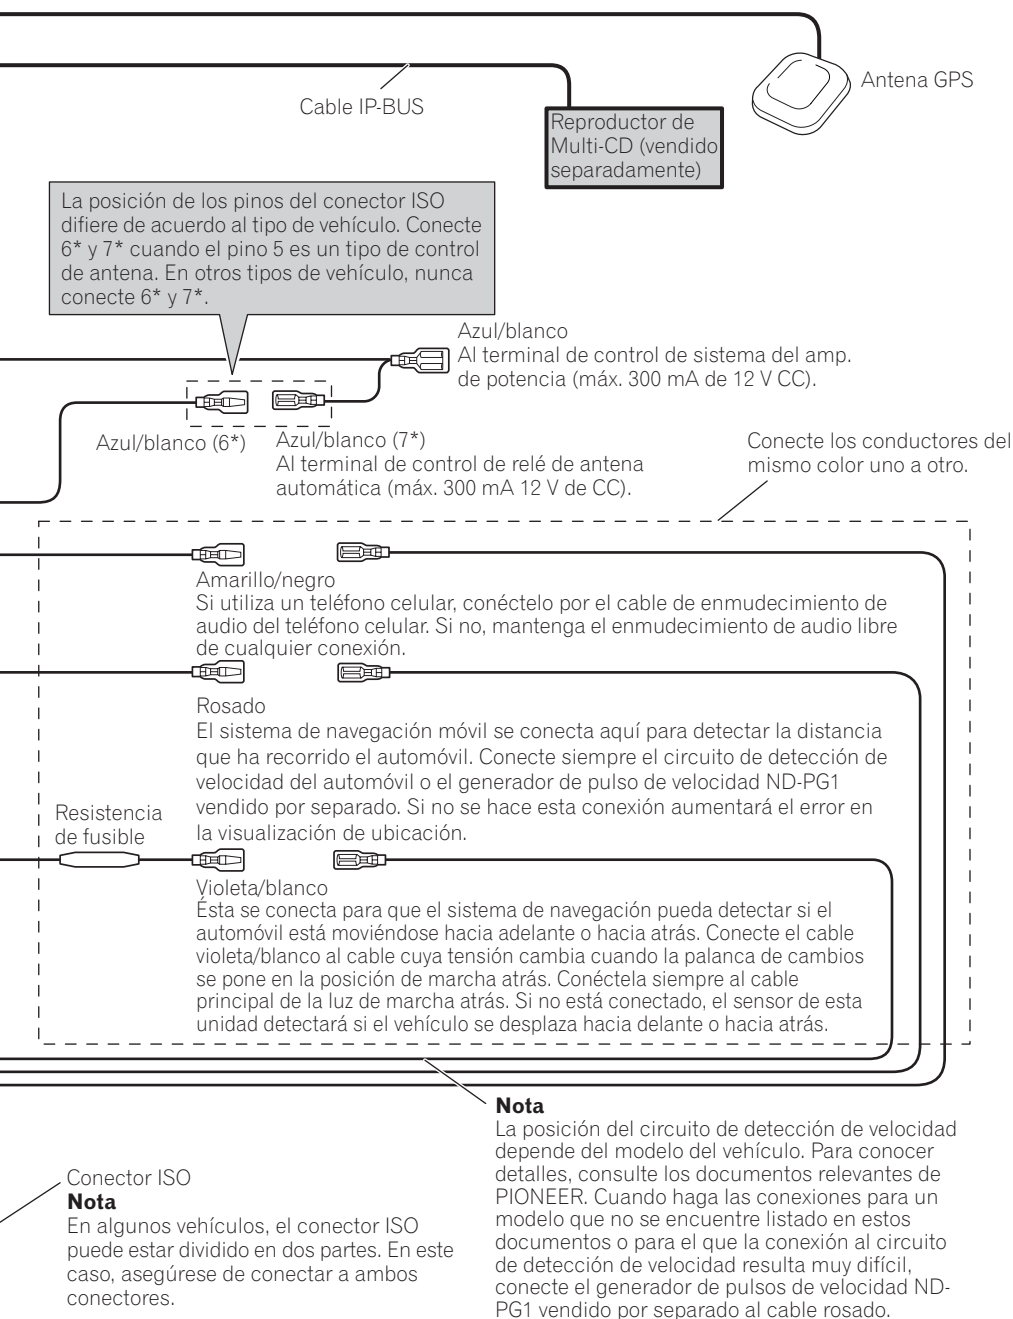 Antena GPS
Cable IP-BUS
Reproductor de
Multi-CD (vendido
separadamente)
La posición de los pinos del conector ISO
difiere de acuerdo al tipo de vehículo. Conecte
6* y 7* cuando el pino 5 es un tipo de control
de antena. En otros tipos de vehículo, nunca
conecte 6* y 7*.
Azul/blanco
Al terminal de control de sistema del amp.
de potencia (máx. 300 mA de 12 V CC).
Azul/blanco (6*)
Azul/blanco (7*)
Al terminal de control de relé de antena
automática (máx. 300 mA 12 V de CC).
Conecte los conductores del
mismo color uno a otro.
Amarillo/negro
Si utiliza un teléfono celular, conéctelo por el cable de enmudecimiento de
audio del teléfono celular. Si no, mantenga el enmudecimiento de audio libre
de cualquier conexión.
Rosado
El sistema de navegación móvil se conecta aquí para detectar la distancia
que ha recorrido el automóvil. Conecte siempre el circuito de detección de
velocidad del automóvil o el generador de pulso de velocidad ND-PG1
vendido por separado. Si no se hace esta conexión aumentará el error en
la visualización de ubicación.
Resistencia
de fusible
Violeta/blanco
Ésta se conecta para que el sistema de navegación pueda detectar si el
automóvil está moviéndose hacia adelante o hacia atrás. Conecte el cable
violeta/blanco al cable cuya tensión cambia cuando la palanca de cambios
se pone en la posición de marcha atrás. Conéctela siempre al cable
principal de la luz de marcha atrás. Si no está conectado, el sensor de esta
unidad detectará si el vehículo se desplaza hacia delante o hacia atrás.
Nota
La posición del circuito de detección de velocidad
depende del modelo del vehículo. Para conocer
detalles, consulte los documentos relevantes de
PIONEER. Cuando haga las conexiones para un
modelo que no se encuentre listado en estos
documentos o para el que la conexión al circuito
de detección de velocidad resulta muy difícil,
conecte el generador de pulsos de velocidad ND-
PG1 vendido por separado al cable rosado.
Conector ISO
Nota
En algunos vehículos, el conector ISO
puede estar dividido en dos partes. En este
caso, asegúrese de conectar a ambos
conectores.